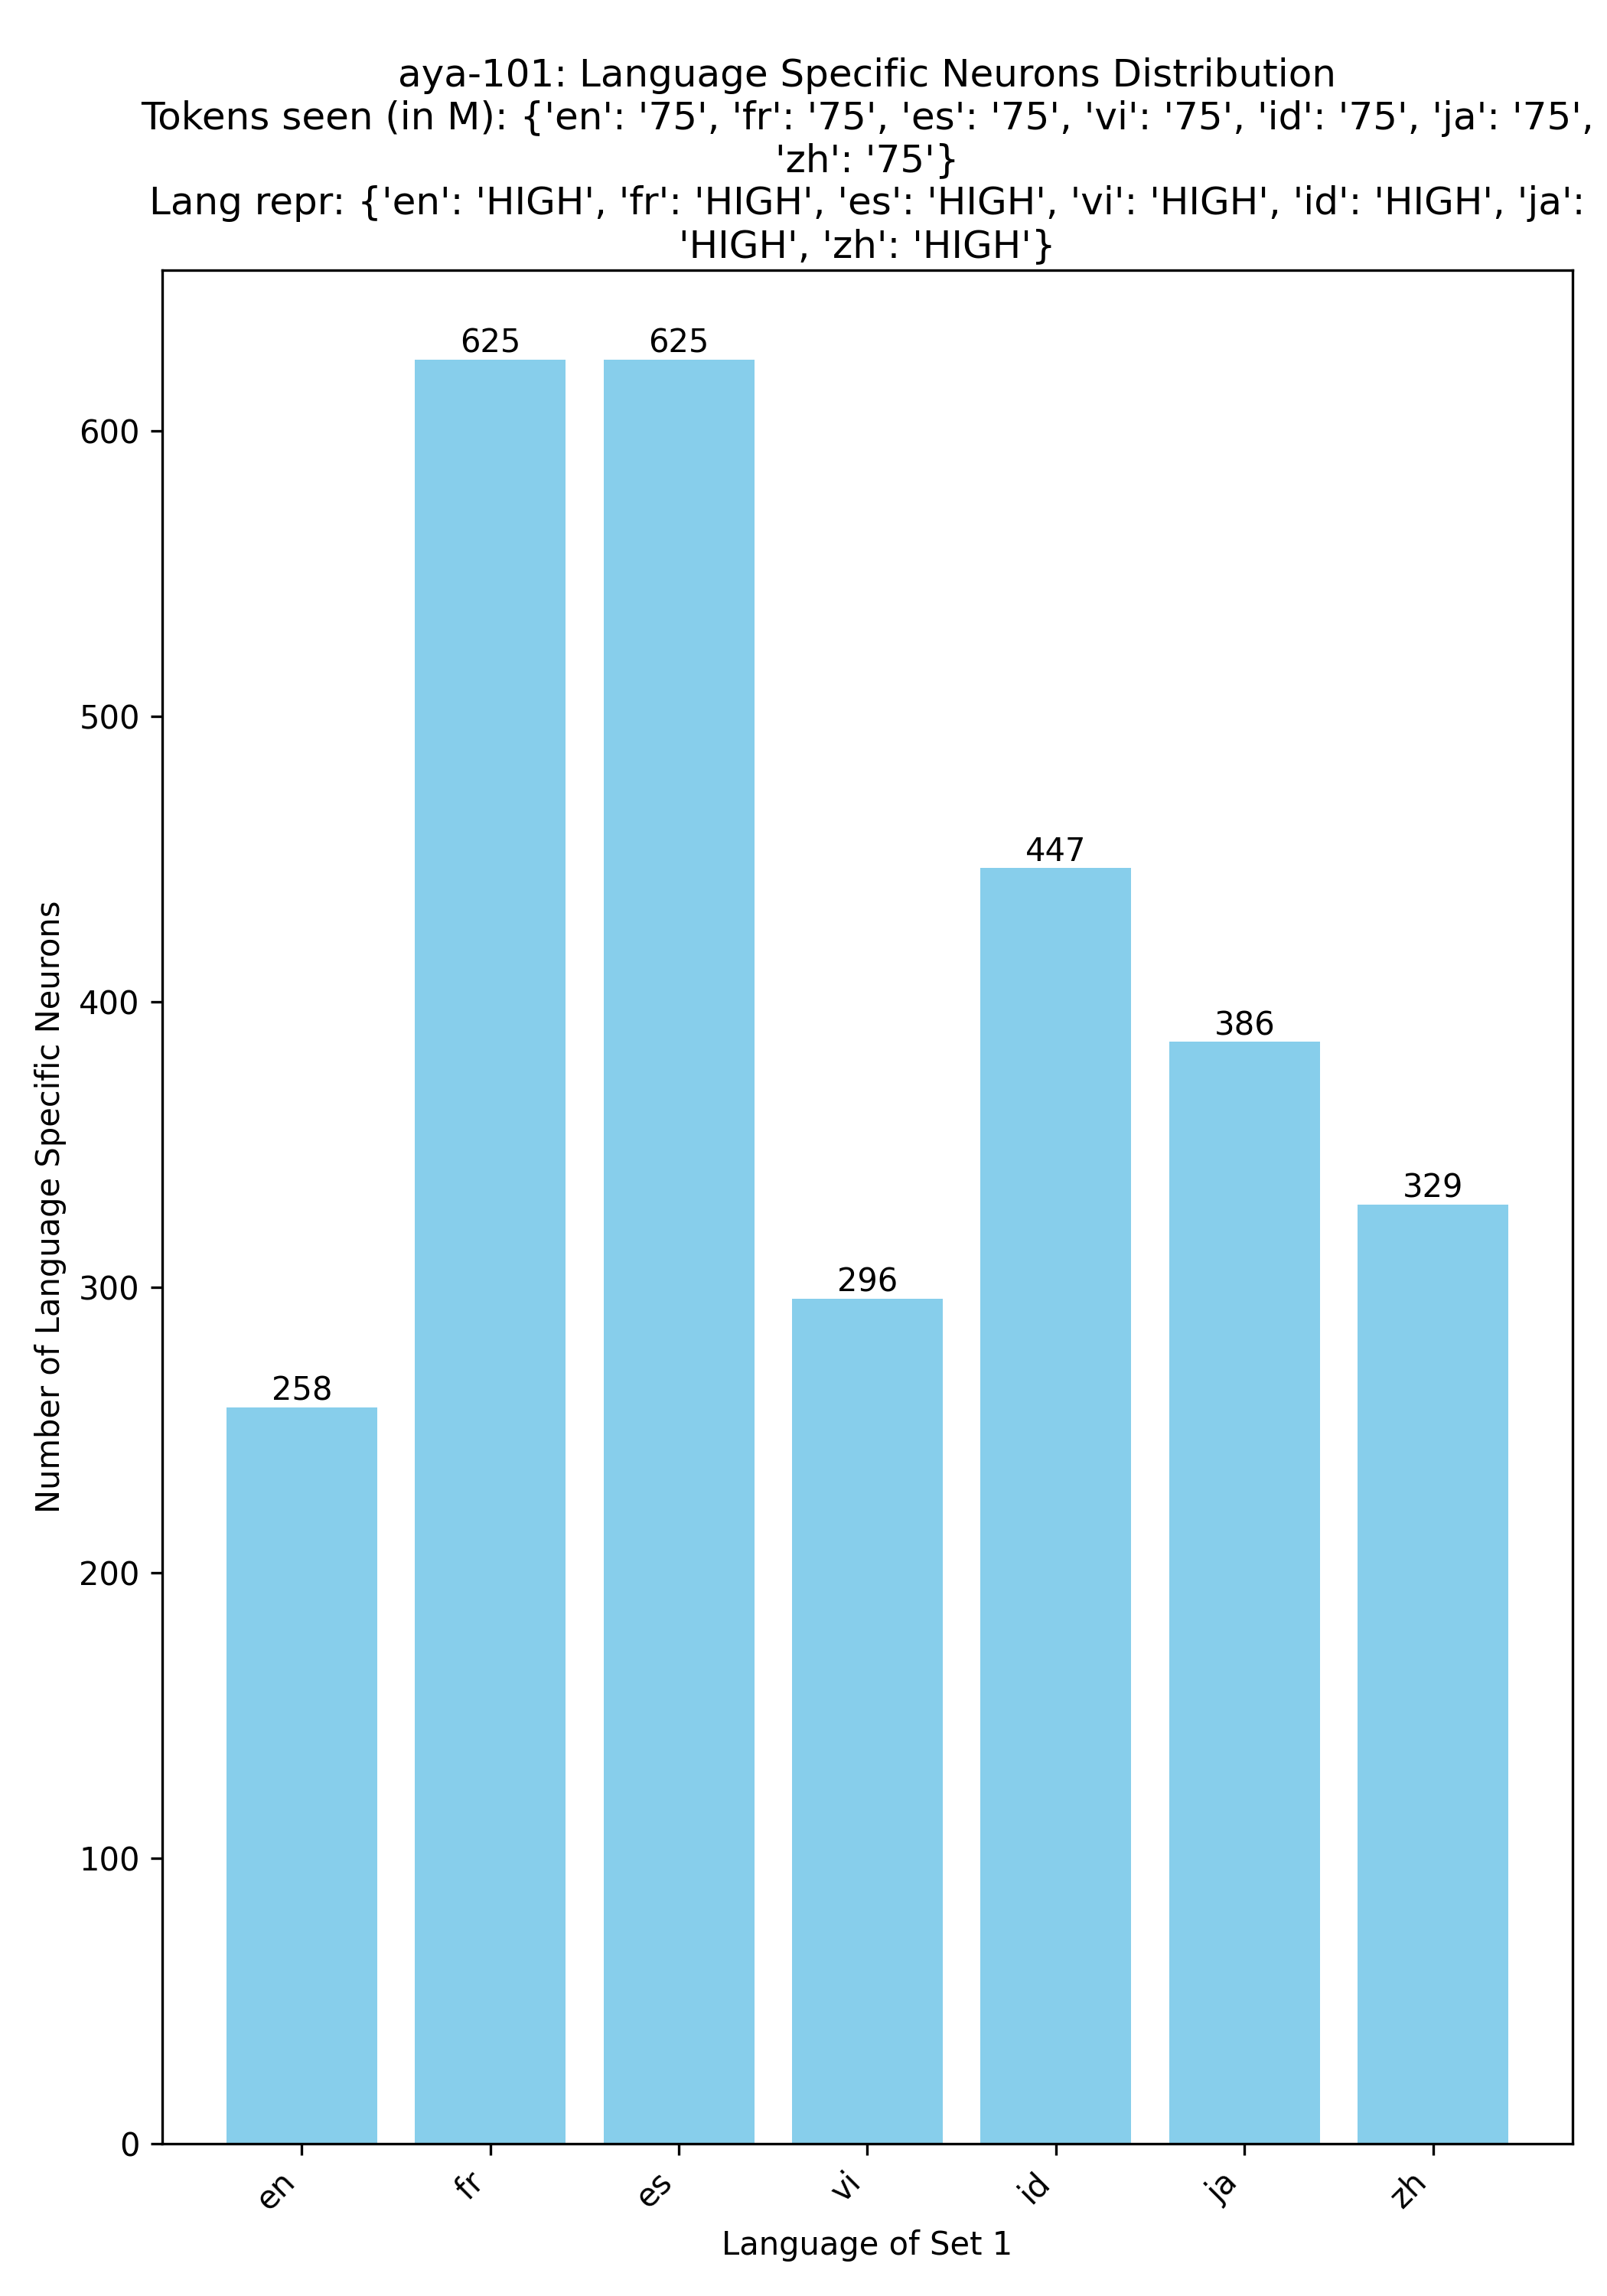 aya-101: Language Specific Neurons Distribution
Tokens seen (in M): {'en': '75', 'fr': '75', 'es': '75', 'vi': '75', 'id': '75', 'ja': '75',
'zh': '75'}
Lang repr: {'en': 'HIGH', 'fr': 'HIGH', 'es': 'HIGH', 'vi': 'HIGH', 'id': 'HIGH', 'ja':
'HIGH', 'zh': 'HIGH'}
Number of Language Specific Neurons
600
500
400
300
200
100
0
258
625
625
296
447
386
329
en
fr
es
vi
id
ja
zh
Language of Set 1